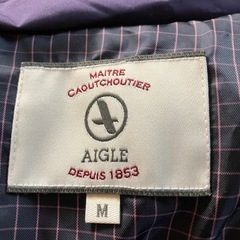 MAITRE
CAOUTCHOUTIER
AIGLE
DEPUIS 1853
M